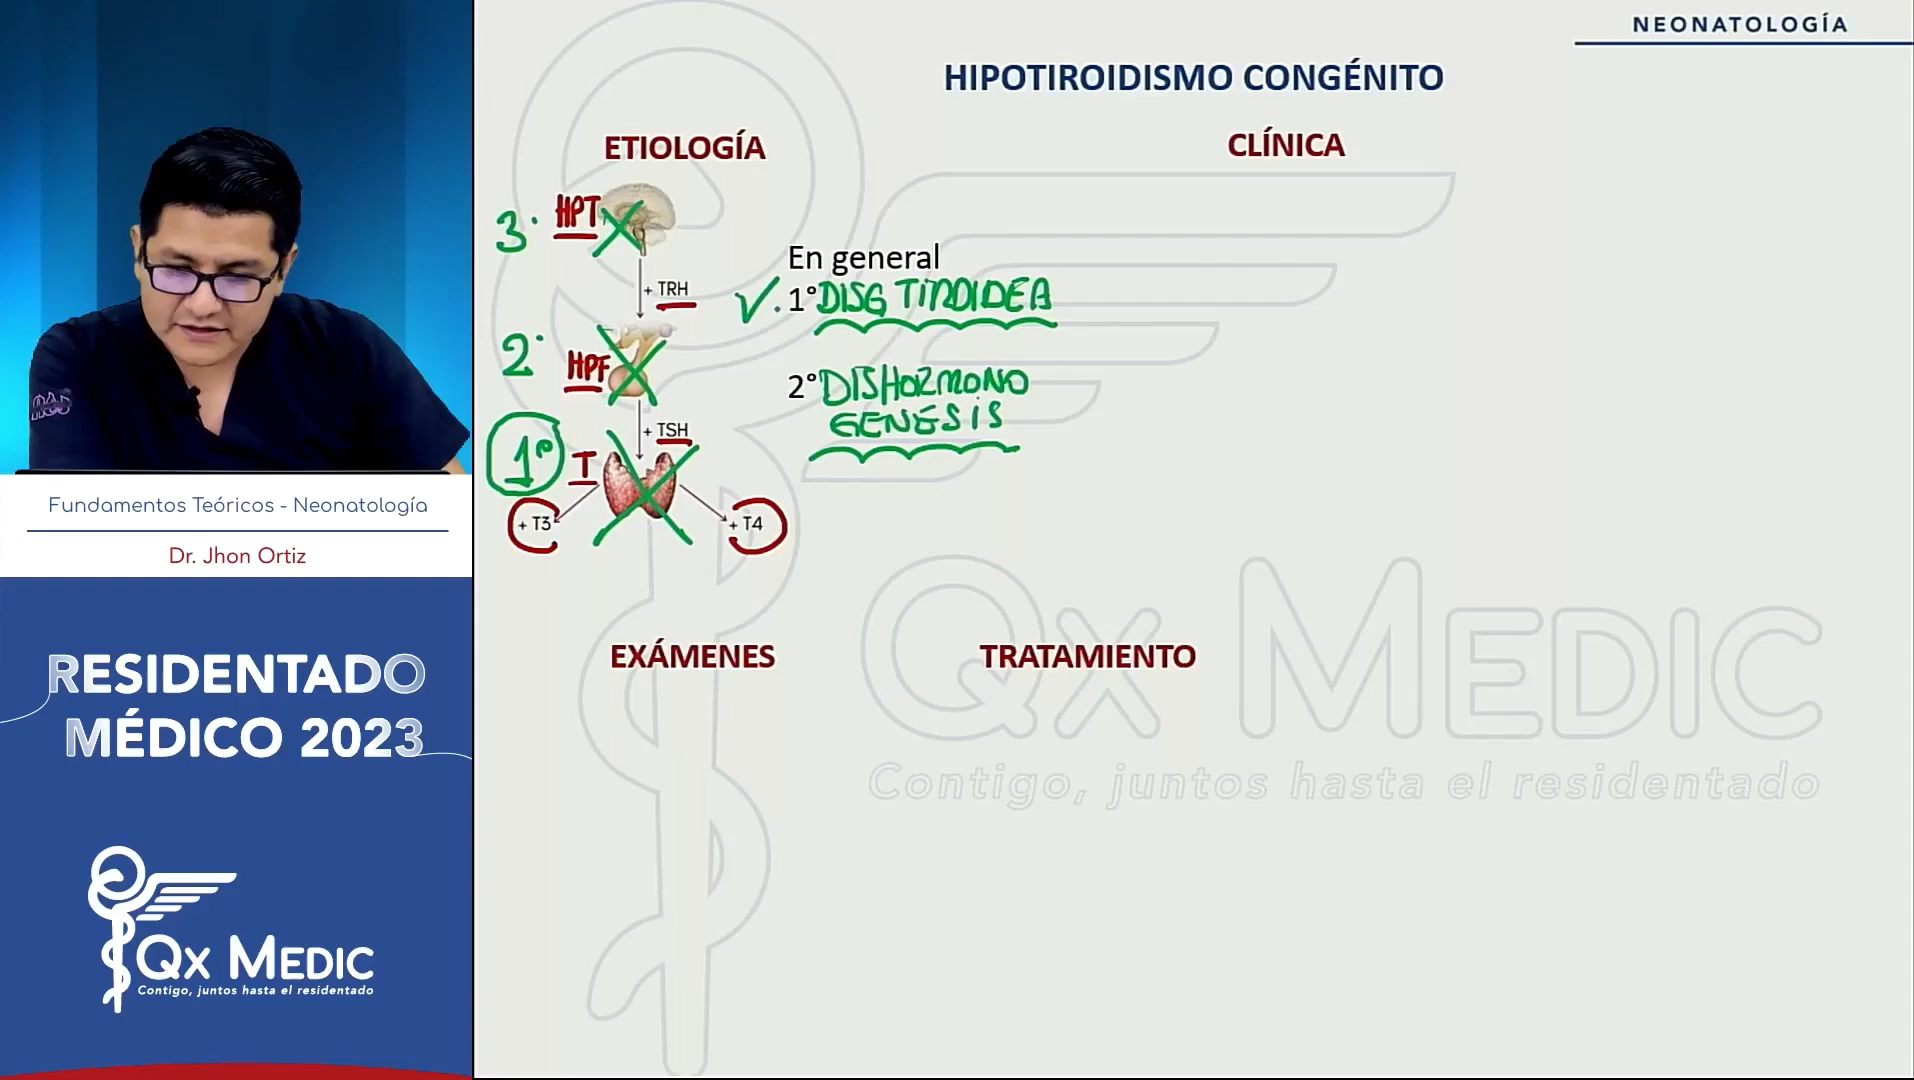 NEONATOLOGÍA
HIPOTIROIDISMO CONGÉNITO
ETIOLOGÍA
CLÍNICA
3· HPT
+ TRH
En general
1° DISG TIROIDEA
2· HPF
2° DISHORMONO
GENESIS
+ TSH
1° T
+ T3
+ T4
EXÁMENES
TRATAMIENTO
Fundamentos Teóricos - Neonatología
Dr. Jhon Ortiz
RESIDENTADO
MÉDICO 2023
QX MEDIC
Contigo, juntos hasta el residentado
QX MEDIC
Contigo, juntos hasta el residentado